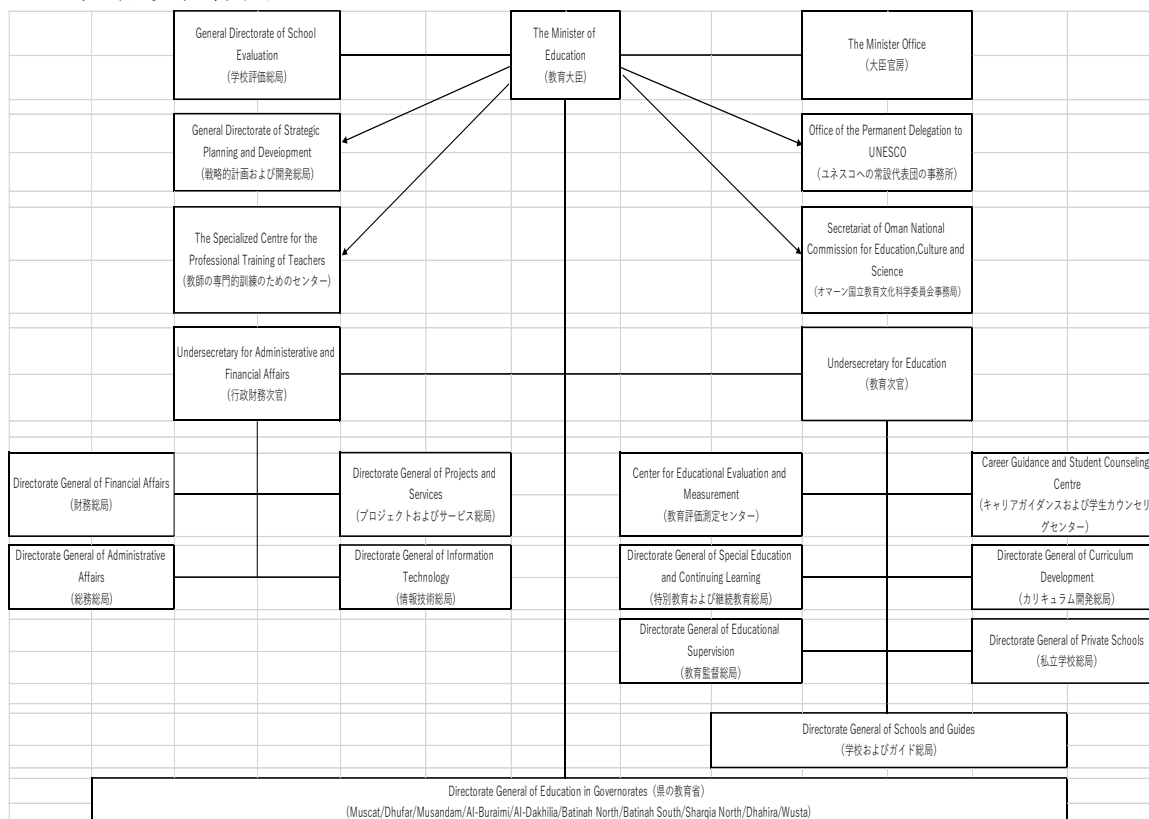 General Directorate of School
Evaluation
(学校評価総局)
The Minister of
Education
(教育大臣)
The Minister Office
(大臣官房)
General Directorate of Strategic
Planning and Deveiopment
(戦略的計画および開発総局)
Office of the Permanent Delegation to
UNESCO
(ユネスコへの常設代表団の事務所)
The Specialized Centre for the
Professional Training of Teachers
(教師の専門的訓練のためのセンター)
Secretariat of Oman National
Commission for Education,Culture and
Science
(オマーン国立教育文化科学委員会事務局)
Undersecretary for Administerative and
Financial Affairs
(行政財務次官)
Undersecretary for Education
(教育次官)
Directorate General of Financial Affairs
(財務総局)
Directorate General of Projects and
Services
(プロジェクトおよびサービス総局)
Center for Educational Evaluation and
Measurement
(教育評価測定センター)
Career Guidance and Student Counseling
Centre
(キャリアガイダンスおよび学生カウンセリ
グセンター)
Directorate General of Administrative
Affairs
(総務総局)
Directorate General of Information
Technology
(情報技術総局)
Directorate General of Special Education
and Continuing Learning
(特別教育および継続教育総局)
Directorate General of Curriculum
Development
(カリキュラム開発総局)
Directorate General of Educational
Supervision
(教育監督総局)
Directorate General of Private Schools
(私立学校総局)
Directorate General of Schools and Guides
(学校およびガイド総局)
Directorate General of Education in Governorates (県の教育省)
(Muscat/Dhufar/Musandam/Al-Buraimi/Al-Dakhilia/Batinah North/Batinah South/Sharqia North/Dhahira/Wusta)